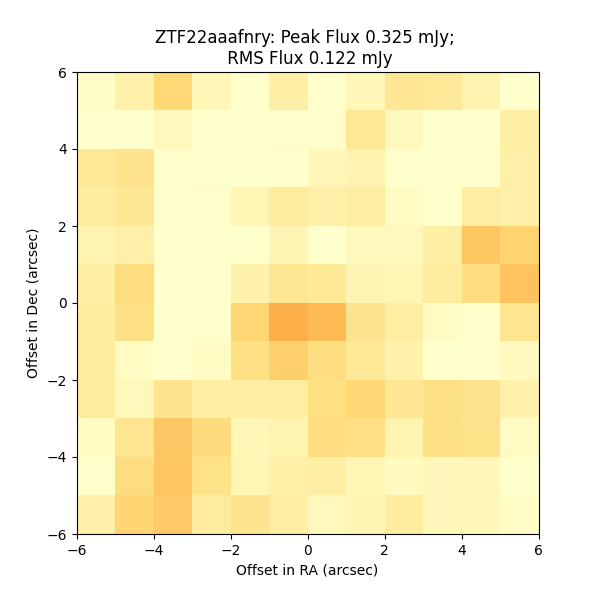 ZTF22aaafnry: Peak Flux 0.325 mJy;
RMS Flux 0.122 mJy
6
4
2
0
−2
−4
−6
Offset in Dec (arcsec)
−6 −4 −2 0 2 4 6
Offset in RA (arcsec)